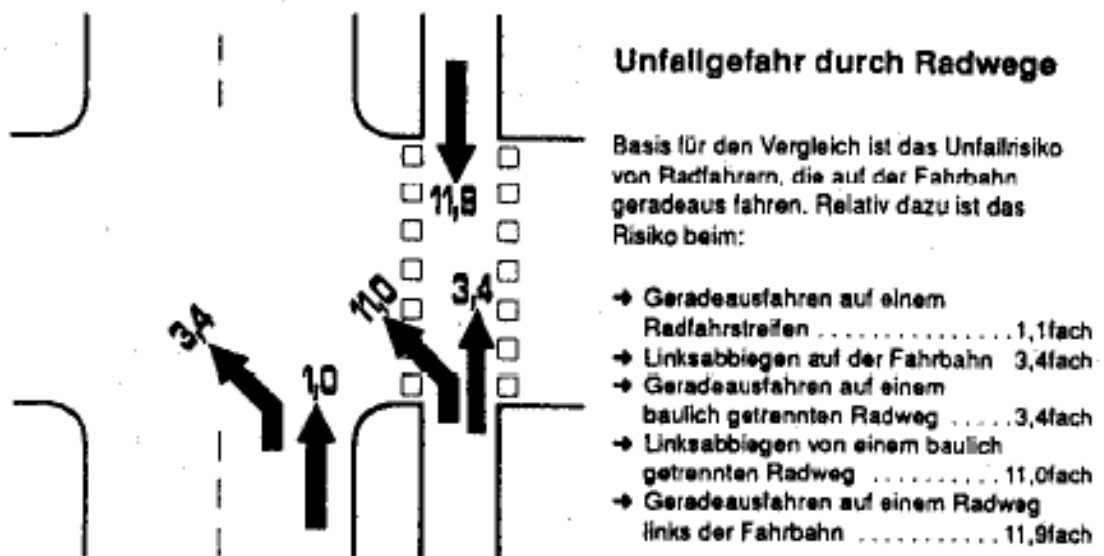 11,9
11,0
3,4
3,4
1,0
Unfallgefahr durch Radwege
Basis für den Vergleich ist das Unfallrisiko
von Radfahrern, die auf der Fahrbahn
geradeaus fahren. Relativ dazu ist das
Risiko beim:
➔ Geradeausfahren auf einem
Radfahrstreifen ................ 1,1fach
➔ Linksabbiegen auf der Fahrbahn 3,4fach
➔ Geradeausfahren auf einem
baulich getrennten Radweg ..... 3,4fach
➔ Linksabbiegen von einem baulich
getrennten Radweg .......... 11,0fach
➔ Geradeausfahren auf einem Radweg
links der Fahrbahn ........... 11,9fach